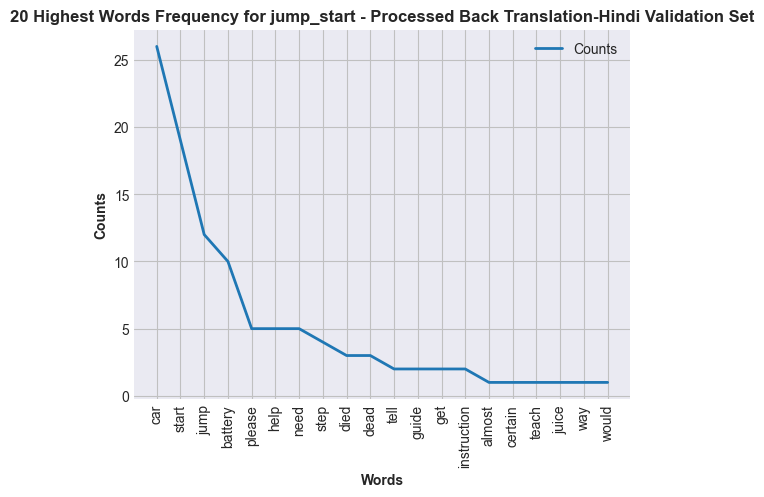 20 Highest Words Frequency for jump_start - Processed Back Translation-Hindi Validation Set
Counts
25
20
15
10
5
0
Counts
car
start
jump
battery
please
help
need
step
died
dead
tell
guide
get
instruction
almost
certain
teach
juice
way
would
Words